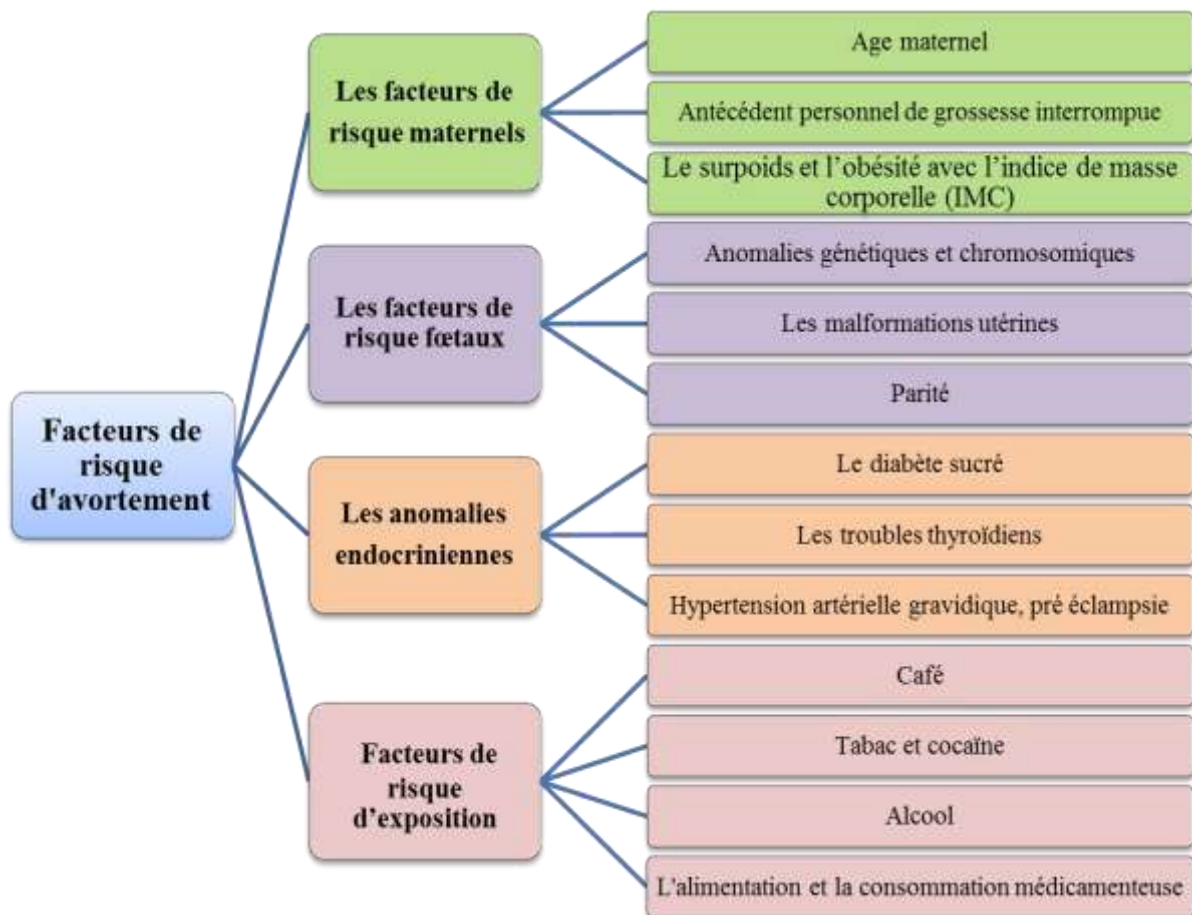 Facteurs de
risque
d'avortement
Les facteurs de
risque maternels
Age maternel
Antécédent personnel de grossesse interrompue
Le surpoids et l’obésité avec l’indice de masse
corporelle (IMC)
Les facteurs de
risque fœtaux
Anomalies génétiques et chromosomiques
Les malformations utérines
Parité
Les anomalies
endocriniennes
Le diabète sucré
Les troubles thyroïdiens
Hypertension artérielle gravidique, pré éclampsie
Facteurs de
risque
d’exposition
Café
Tabac et cocaïne
Alcool
L'alimentation et la consommation médicamenteuse